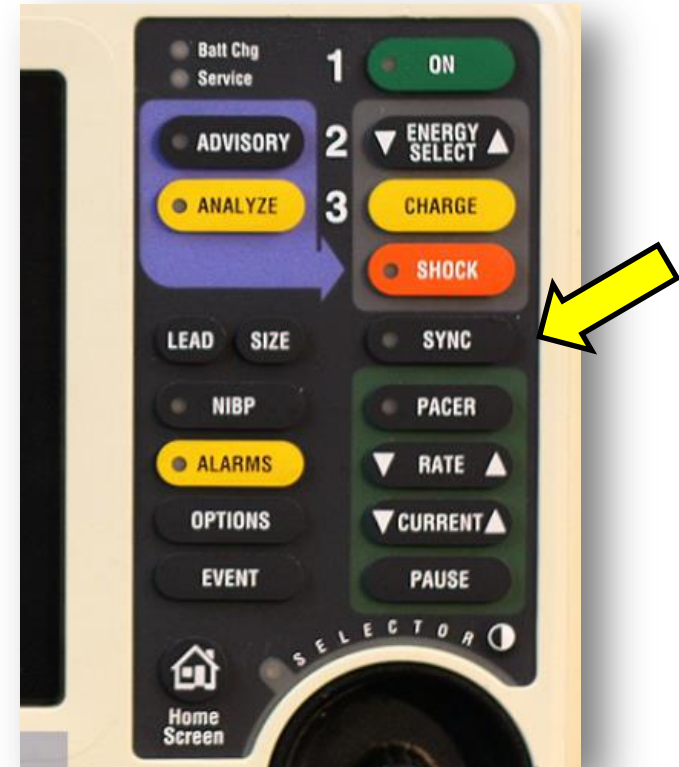 Batt Chg
Service
1 ON
ADVISORY 2 ENERGY
SELECT
ANALYZE 3 CHARGE
SHOCK
LEAD SIZE SYNC
NIBP PACER
ALARMS RATE
OPTIONS CURRENT
EVENT PAUSE
SELECTOR
Home
Screen